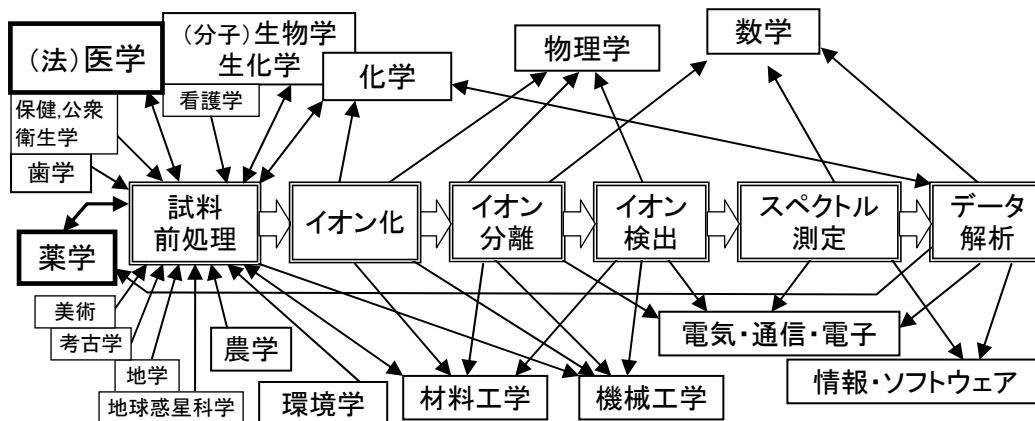 (法)医学
(分子)生物学
生化学
化学
物理学
数学
保健,公衆
衛生学
看護学
歯学
試料
前処理
イオン化
イオン
分離
イオン
検出
スペクトル
測定
データ
解析
薬学
美術
考古学
地学
地球惑星科学
農学
環境学
材料工学
機械工学
電気・通信・電子
情報・ソフトウェア